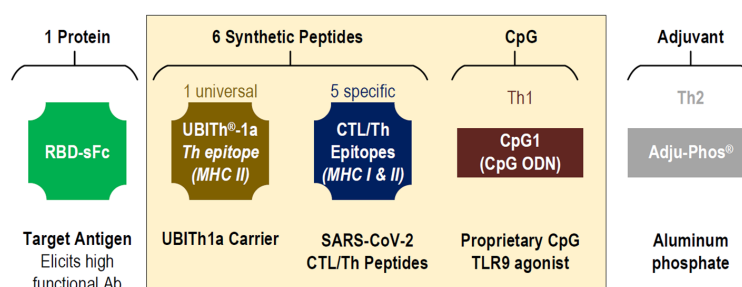 1 Protein
6 Synthetic Peptides
CpG
Adjuvant
1 universal
5 specific
Th1
Th2
RBD-sFc
UBITh®-1a
Th epitope
(MHC II)
CTL/Th
Epitopes
(MHC I & II)
CpG1
(CpG ODN)
Adju-Phos®
Target Antigen
Elicits high
functional Ab
UBITh1a Carrier
SARS-CoV-2
CTL/Th Peptides
Proprietary CpG
TLR9 agonist
Aluminum
phosphate